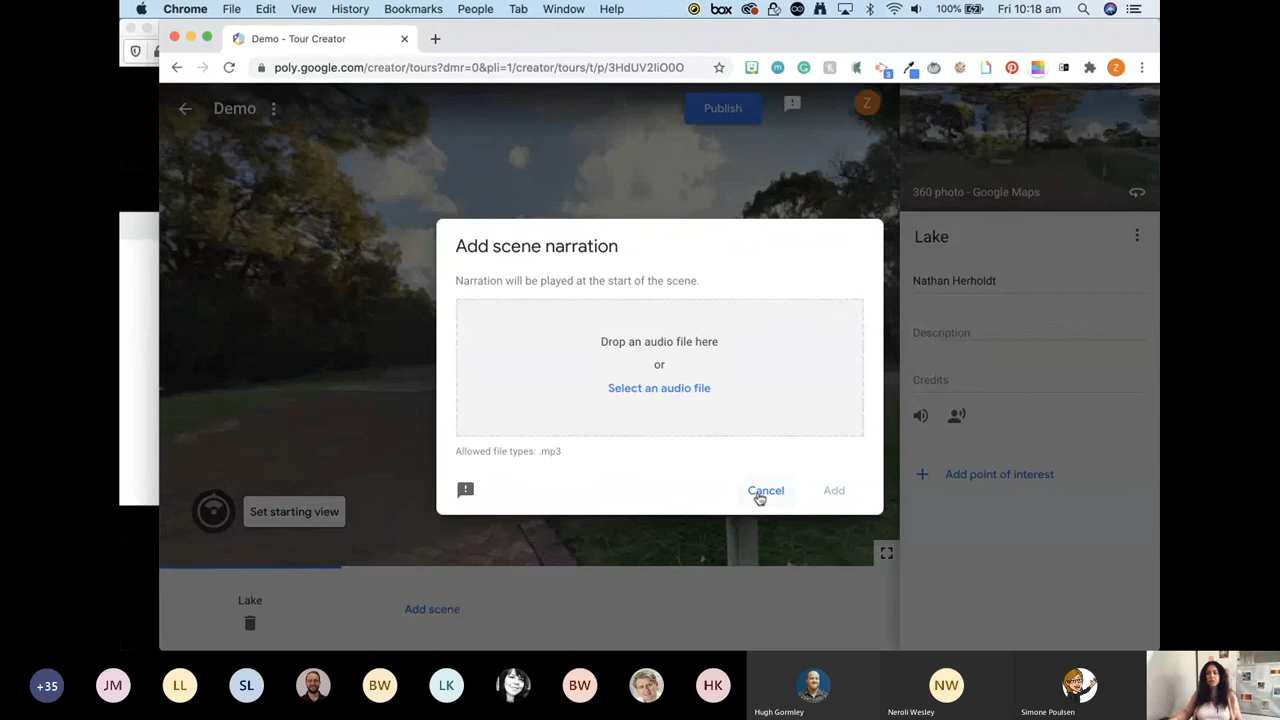 Chrome File Edit View History Bookmarks People Tab Window Help
box
100%
Fri 10:18 am
Demo - Tour Creator
poly.google.com/creator/tours?dmr=0&pli=1/creator/tours/t/p/3HdUV2IiO0O
3
Z
Demo
Publish
Z
360 photo - Google Maps
Lake
Nathan Herholdt
Description
Credits
Add point of interest
Add scene narration
Narration will be played at the start of the scene.
Drop an audio file here
or
Select an audio file
Allowed file types: .mp3
Cancel
Add
Set starting view
Lake
Add scene
+35
JM
LL
SL
BW
LK
BW
HK
NW
Hugh Gormley
Neroli Wesley
Simone Poulsen